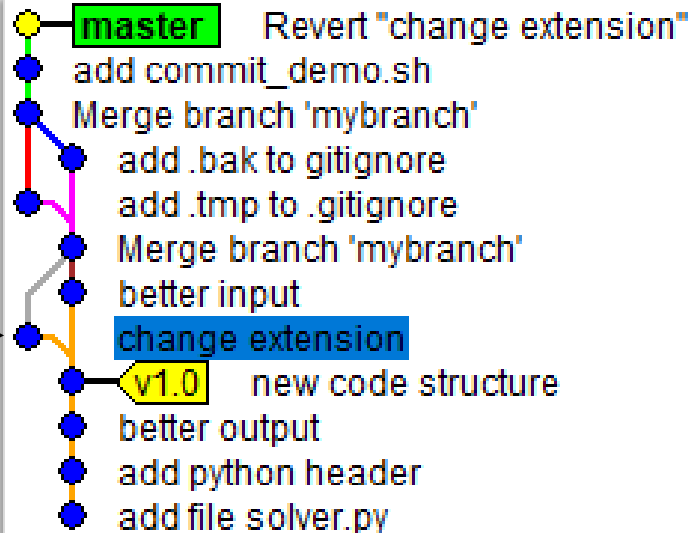 master Revert "change extension"
add commit_demo.sh
Merge branch 'mybranch'
add .bak to gitignore
add .tmp to .gitignore
Merge branch 'mybranch'
better input
change extension
v1.0 new code structure
better output
add python header
add file solver.py